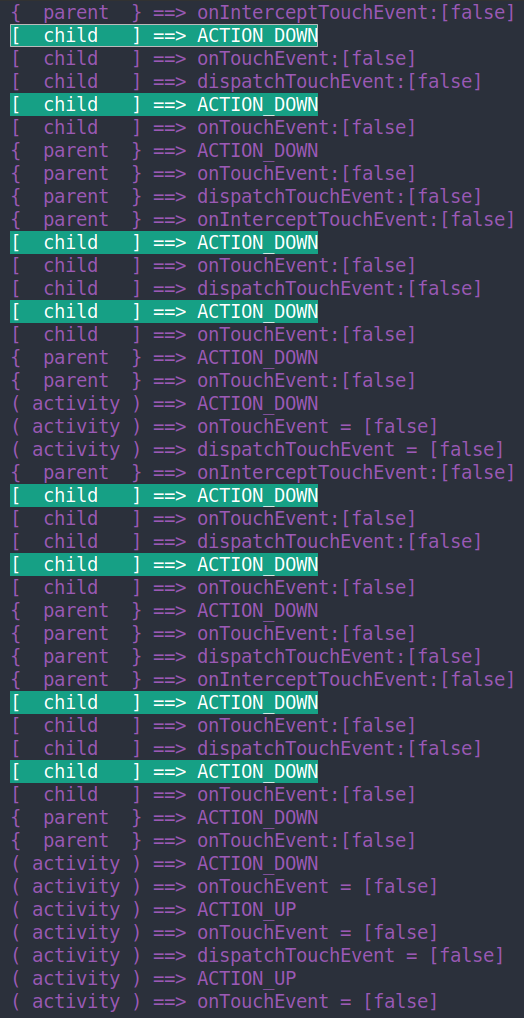 {  parent  } ==> onInterceptTouchEvent:[false]
[  child   ] ==> ACTION_DOWN
[  child   ] ==> onTouchEvent:[false]
[  child   ] ==> dispatchTouchEvent:[false]
[  child   ] ==> ACTION_DOWN
[  child   ] ==> onTouchEvent:[false]
{  parent  } ==> ACTION_DOWN
{  parent  } ==> onTouchEvent:[false]
{  parent  } ==> dispatchTouchEvent:[false]
{  parent  } ==> onInterceptTouchEvent:[false]
[  child   ] ==> ACTION_DOWN
[  child   ] ==> onTouchEvent:[false]
[  child   ] ==> dispatchTouchEvent:[false]
[  child   ] ==> ACTION_DOWN
[  child   ] ==> onTouchEvent:[false]
{  parent  } ==> ACTION_DOWN
{  parent  } ==> onTouchEvent:[false]
( activity ) ==> ACTION_DOWN
( activity ) ==> onTouchEvent = [false]
( activity ) ==> dispatchTouchEvent = [false]
{  parent  } ==> onInterceptTouchEvent:[false]
[  child   ] ==> ACTION_DOWN
[  child   ] ==> onTouchEvent:[false]
[  child   ] ==> dispatchTouchEvent:[false]
[  child   ] ==> ACTION_DOWN
[  child   ] ==> onTouchEvent:[false]
{  parent  } ==> ACTION_DOWN
{  parent  } ==> onTouchEvent:[false]
{  parent  } ==> dispatchTouchEvent:[false]
{  parent  } ==> onInterceptTouchEvent:[false]
[  child   ] ==> ACTION_DOWN
[  child   ] ==> onTouchEvent:[false]
[  child   ] ==> dispatchTouchEvent:[false]
[  child   ] ==> ACTION_DOWN
[  child   ] ==> onTouchEvent:[false]
{  parent  } ==> ACTION_DOWN
{  parent  } ==> onTouchEvent:[false]
( activity ) ==> ACTION_DOWN
( activity ) ==> onTouchEvent = [false]
( activity ) ==> ACTION_UP
( activity ) ==> onTouchEvent = [false]
( activity ) ==> dispatchTouchEvent = [false]
( activity ) ==> ACTION_UP
( activity ) ==> onTouchEvent = [false]